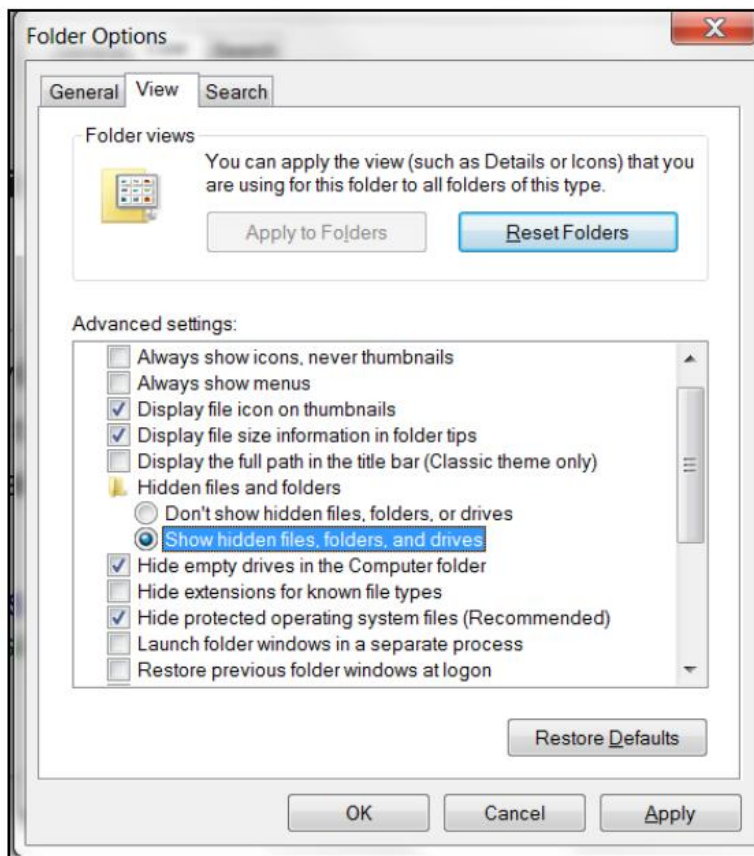 Folder Options
General View Search
Folder views
You can apply the view (such as Details or Icons) that you
are using for this folder to all folders of this type.
Apply to Folders Reset Folders
Advanced settings:
Always show icons, never thumbnails
Always show menus
Display file icon on thumbnails
Display file size information in folder tips
Display the full path in the title bar (Classic theme only)
Hidden files and folders
Don't show hidden files, folders, or drives
Show hidden files, folders, and drives
Hide empty drives in the Computer folder
Hide extensions for known file types
Hide protected operating system files (Recommended)
Launch folder windows in a separate process
Restore previous folder windows at logon
Restore Defaults
OK Cancel Apply